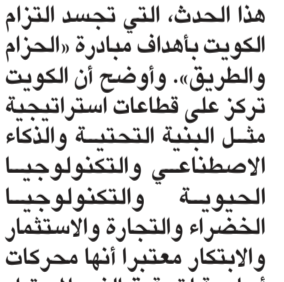 هذا الحدث، التي تجسد التزام
الكويت بأهداف مبادرة «الحزام
والطريق». وأوضح أن الكويت
تركز على قطاعات استراتيجية
مثل البنية التحتية والذكاء
الاصطناعي والتكنولوجيا
الحيوية والتكنولوجيا
الخضراء والتجارة والاستثمار
والابتكار معتبرا أنها محركات